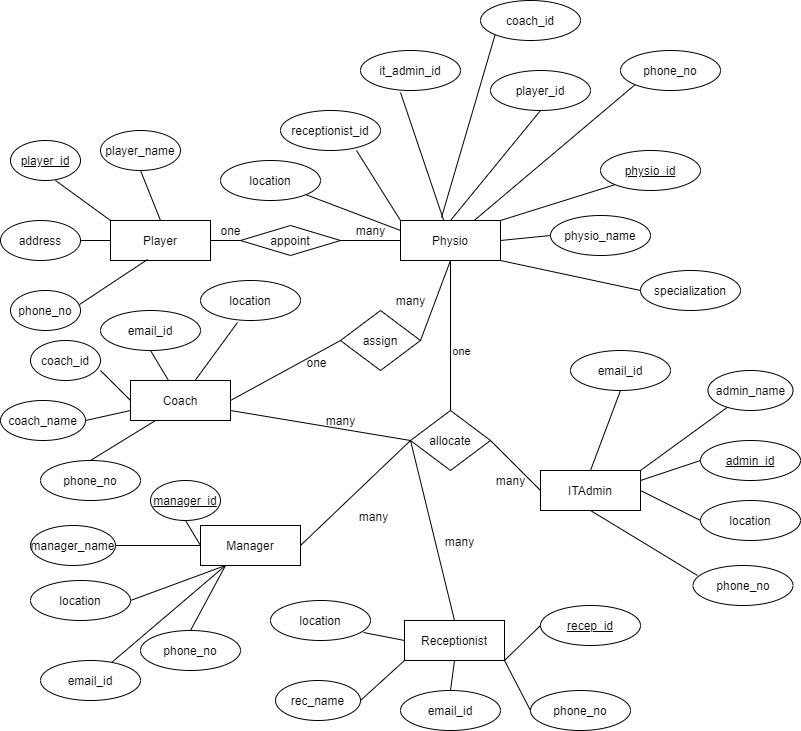 coach_id
it_admin_id
phone_no
player_id
receptionist_id
player_name
player_id
location
physio_id
address
Player
one
appoint
many
Physio
physio_name
specialization
phone_no
location
many
email_id
assign
coach_id
one
one
email_id
Coach
admin_name
coach_name
many
allocate
admin_id
phone_no
many
ITAdmin
manager_id
many
location
manager_name
Manager
many
phone_no
location
location
Receptionist
recep_id
phone_no
email_id
rec_name
email_id
phone_no